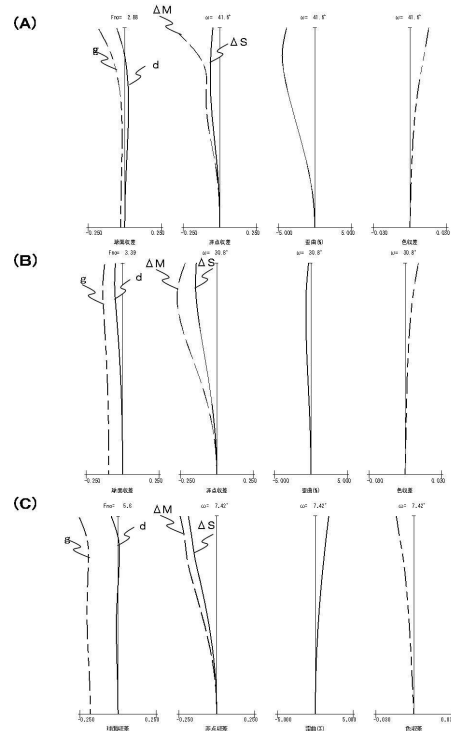 (A)
Fno= 2.88
ω= 41.6°
ω= 41.6°
ω= 41.6°
ΔM
g
d
ΔS
-0.250 0.250
-0.250 0.250
-5.000 5.000
-0.030 0.030
球面収差
非点収差
歪曲(%)
色収差
(B)
Fno= 3.39
ω= 30.8°
ω= 30.8°
ω= 30.8°
g
d
ΔM
ΔS
-0.250 0.250
-0.250 0.250
-5.000 5.000
-0.030 0.030
球面収差
非点収差
歪曲(%)
色収差
(C)
Fno= 5.6
ω= 7.42°
ω= 7.42°
ω= 7.42°
g
d
ΔM
ΔS
-0.250 0.250
-0.250 0.250
-5.000 5.000
-0.030
球面収差
非点収差
歪曲(%)
色収差